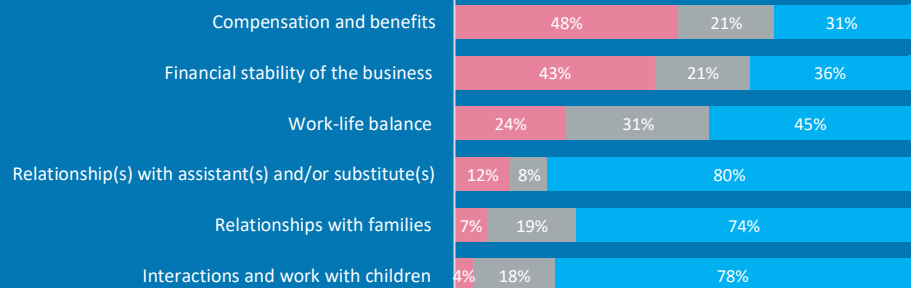 Compensation and benefits 48% 21% 31%
Financial stability of the business 43% 21% 36%
Work-life balance 24% 31% 45%
Relationship(s) with assistant(s) and/or substitute(s) 12% 8% 80%
Relationships with families 7% 19% 74%
Interactions and work with children 4% 18% 78%